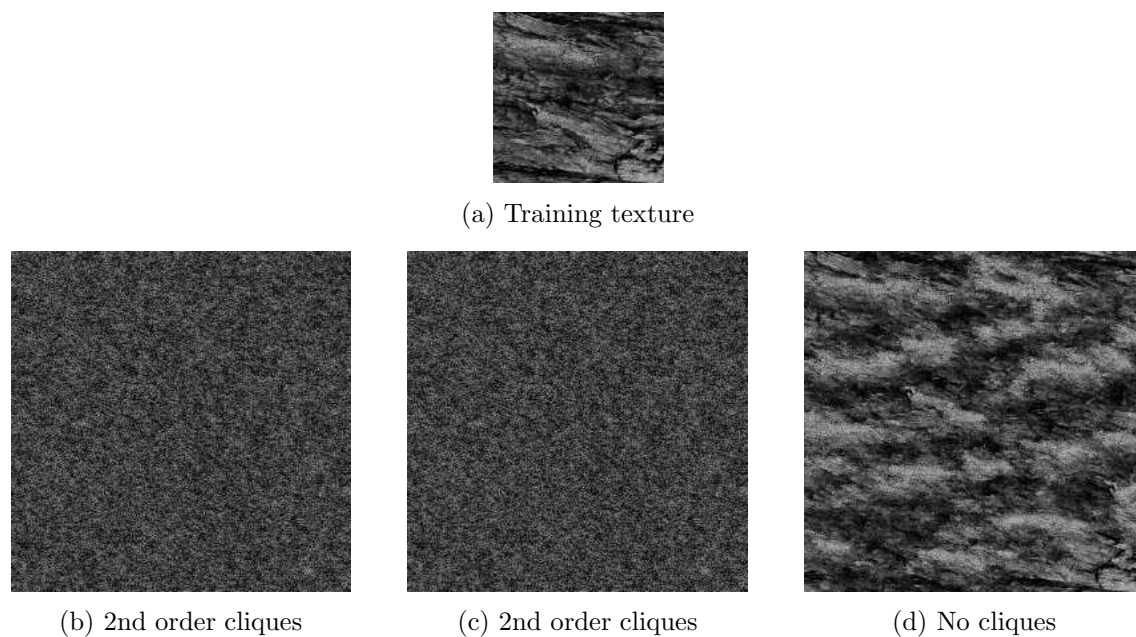 (a) Training texture
(b) 2nd order cliques
(c) 2nd order cliques
(d) No cliques